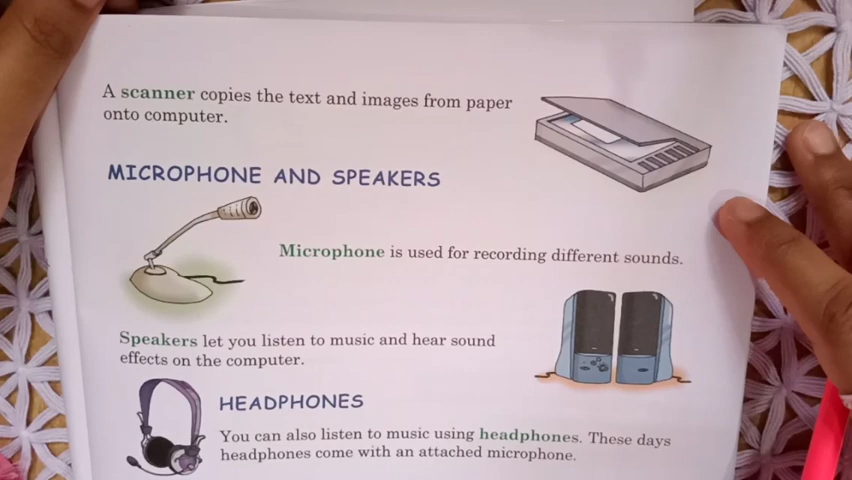 A scanner copies the text and images from paper
onto computer.
MICROPHONE AND SPEAKERS
Microphone is used for recording different sounds.
Speakers let you listen to music and hear sound
effects on the computer.
HEADPHONES
You can also listen to music using headphones. These days
headphones come with an attached microphone.